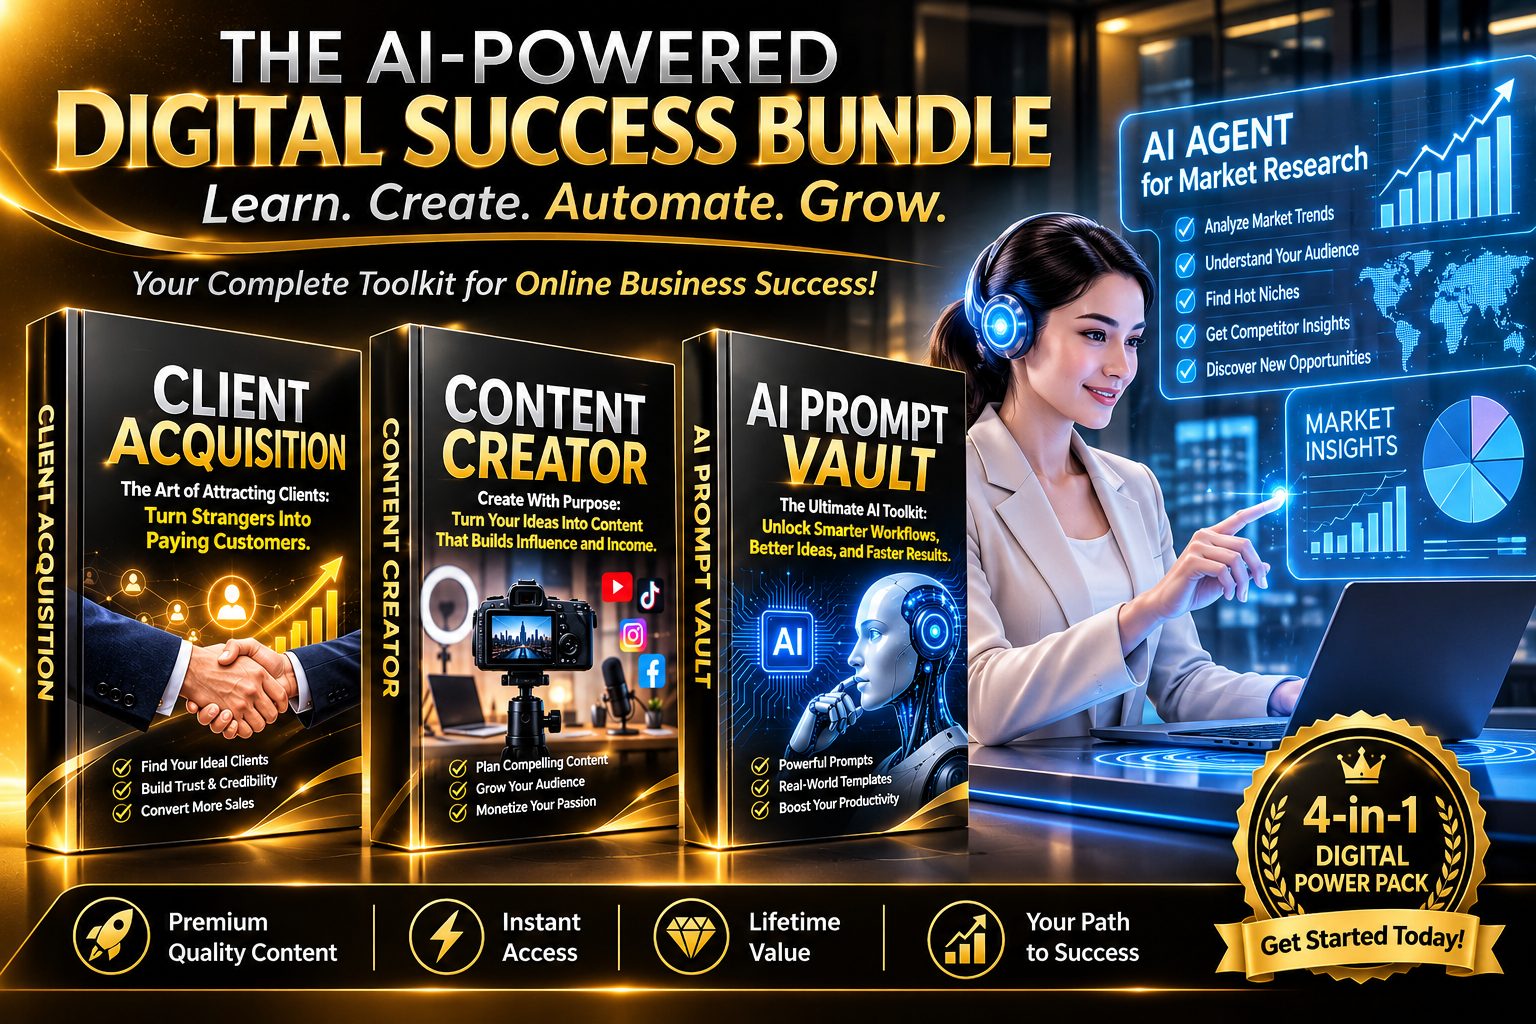 THE AI-POWERED
DIGITAL SUCCESS BUNDLE
Learn. Create. Automate. Grow.
Your Complete Toolkit for Online Business Success!
CLIENT ACQUISITION
CLIENT
ACQUISITION
The Art of Attracting Clients:
Turn Strangers Into
Paying Customers.
Find Your Ideal Clients
Build Trust & Credibility
Convert More Sales
CONTENT CREATOR
CONTENT
CREATOR
Create With Purpose:
Turn Your Ideas Into Content
That Builds Influence and Income.
Plan Compelling Content
Grow Your Audience
Monetize Your Passion
AI PROMPT VAULT
AI PROMPT
VAULT
The Ultimate AI Toolkit:
Unlock Smarter Workflows,
Better Ideas, and Faster Results.
AI
Powerful Prompts
Real-World Templates
Boost Your Productivity
AI AGENT
for Market Research
Analyze Market Trends
Understand Your Audience
Find Hot Niches
Get Competitor Insights
Discover New Opportunities
MARKET
INSIGHTS
4-in-1
DIGITAL
POWER PACK
Get Started Today!
Premium
Quality Content
Instant
Access
Lifetime
Value
Your Path
to Success